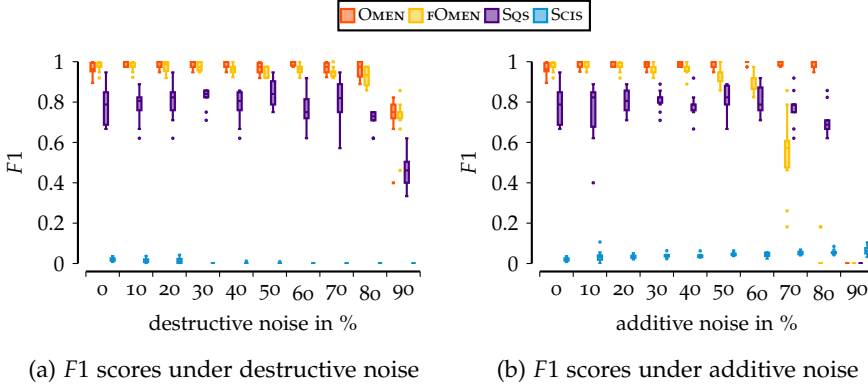 OMEN fOMEN SQS SCIS
1
0.8
0.6
0.4
0.2
0
F1
0 10 20 30 40 50 60 70 80 90
destructive noise in %
(a) F1 scores under destructive noise
1
0.8
0.6
0.4
0.2
0
F1
0 10 20 30 40 50 60 70 80 90
additive noise in %
(b) F1 scores under additive noise